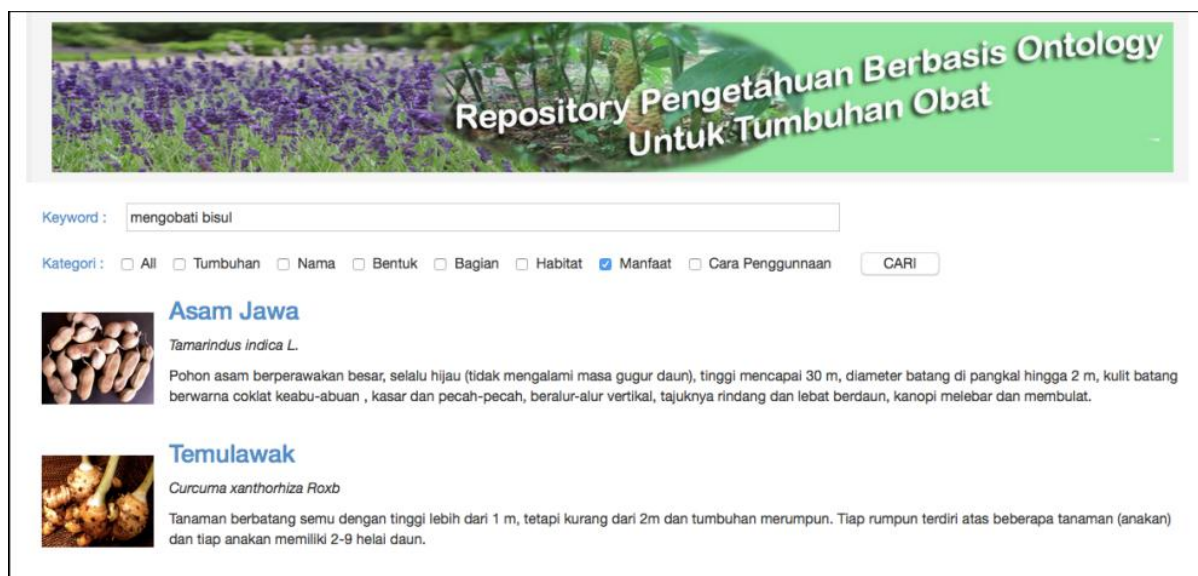 Repository Pengetahuan Berbasis Ontology
Untuk Tumbuhan Obat
Keyword : mengobati bisul
Kategori : All Tumbuhan Nama Bentuk Bagian Habitat Manfaat Cara Penggunnaan CARI
Asam Jawa
Tamarindus indica L.
Pohon asam berperawakan besar, selalu hijau (tidak mengalami masa gugur daun), tinggi mencapai 30 m, diameter batang di pangkal hingga 2 m, kulit batang
berwarna coklat keabu-abuan , kasar dan pecah-pecah, beralur-alur vertikal, tajuknya rindang dan lebat berdaun, kanopi melebar dan membulat.
Temulawak
Curcuma xanthorhiza Roxb
Tanaman berbatang semu dengan tinggi lebih dari 1 m, tetapi kurang dari 2m dan tumbuhan merumpun. Tiap rumpun terdiri atas beberapa tanaman (anakan)
dan tiap anakan memiliki 2-9 helai daun.